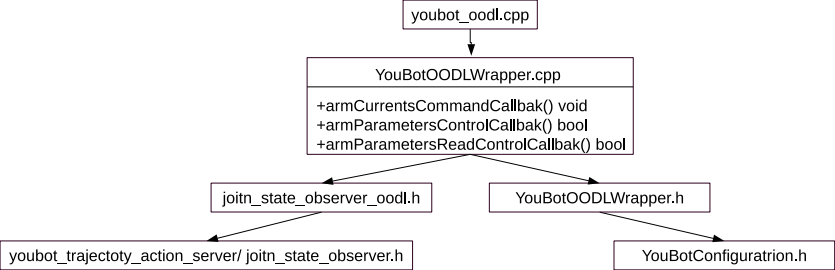 youbot_oodl.cpp
YouBotOODLWrapper.cpp
+armCurrentsCommandCallbak() void
+armParametersControlCallbak() bool
+armParametersReadControlCallbak() bool
joitn_state_observer_oodl.h
YouBotOODLWrapper.h
youbot_trajectoty_action_server/ joitn_state_observer.h
YouBotConfiguratrion.h